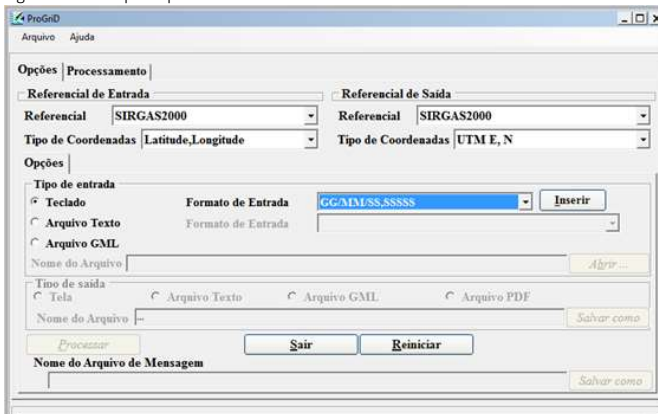 ProGriD
Arquivo Ajuda
Opções Processamento
Referencial de Entrada Referencial de Saída
Referencial SIRGAS2000 Referencial SIRGAS2000
Tipo de Coordenadas Latitude,Longitude Tipo de Coordenadas UTM E, N
Opções
Tipo de entrada
Teclado Formato de Entrada GG/MM/SS,SSSSS Inserir
Arquivo Texto Formato de Entrada
Arquivo GML
Nome do Arquivo Abrir ...
Tipo de saída
Tela Arquivo Texto Arquivo GML Arquivo PDF
Nome do Arquivo -- Salvar como
Processar Sair Reiniciar
Nome do Arquivo de Mensagem
Salvar como